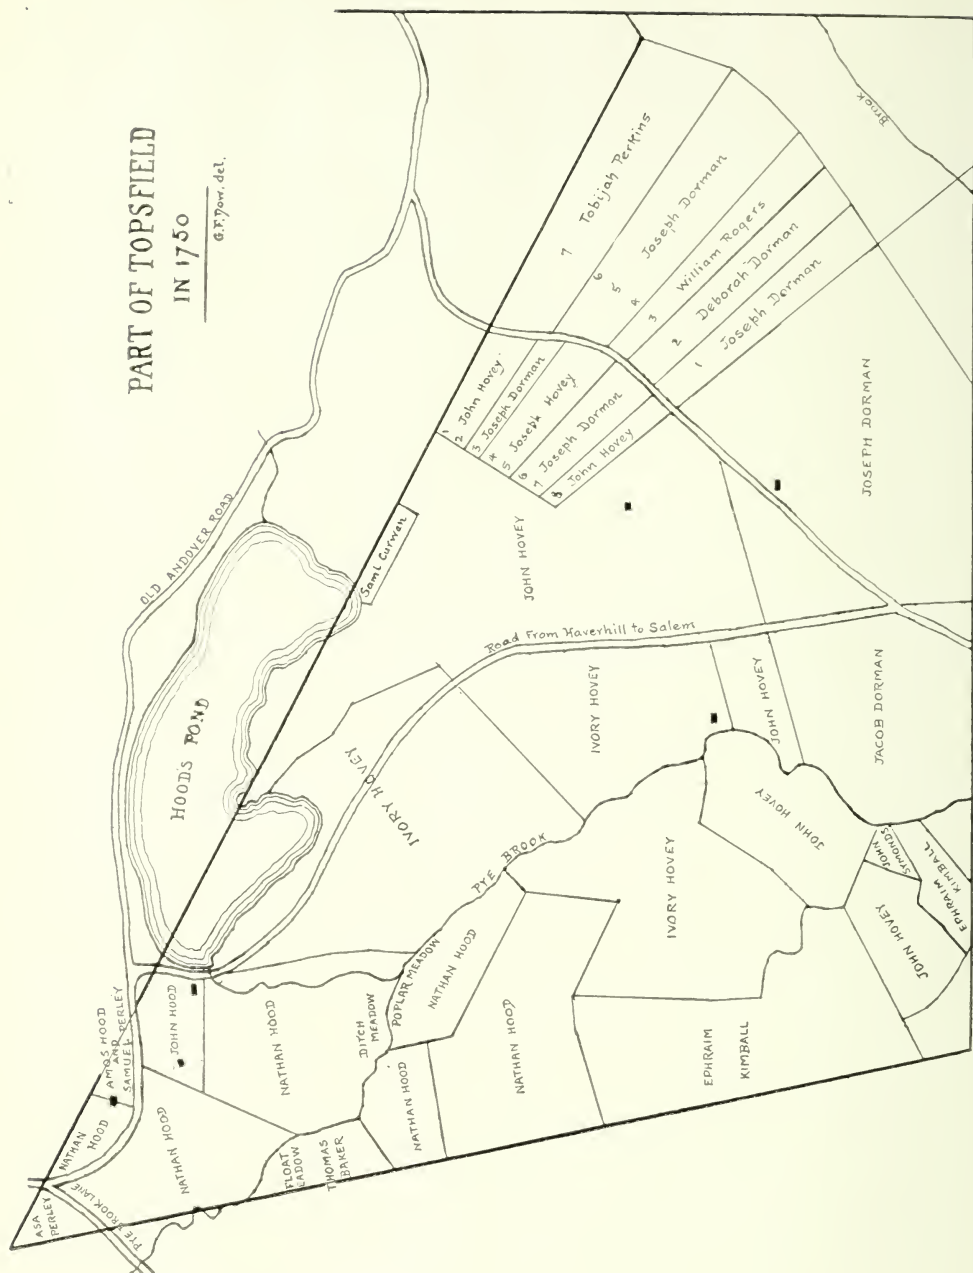 PART OF TOPSFIELD
IN 1750
G.F. Dow. del.
Brook
7 Tobijah Perkins
6
5 Joseph Dorman
4
3 William Rogers
2 Deborah Dorman
1 Joseph Dorman
1
2 John Hovey
3 Joseph Dorman
4
5 Joseph Hovey
6
7 Joseph Dorman
8 John Hovey
OLD ANDOVER ROAD
Saml Curwen
JOHN HOVEY
JOSEPH DORMAN
Road From Haverhill to Salem
HOOD'S POND
IVORY HOVEY
IVORY HOVEY
JOHN HOVEY
JACOB DORMAN
PYE BROOK
JOHN HOVEY
IVORY HOVEY
JOHN
SYMONDS
EPHRAIM
KIMBALL
JOHN HOVEY
POPLAR MEADOW
NATHAN HOOD
DITCH
MEADOW
NATHAN HOOD
NATHAN HOOD
EPHRAIM
KIMBALL
AMOS HOOD
AND
SAMUEL PERLEY
JOHN HOOD
NATHAN HOOD
NATHAN
HOOD
NATHAN HOOD
FLOAT
EADOW
THOMAS
BAKER
ASA
PERLEY
PYE BROOK LANE